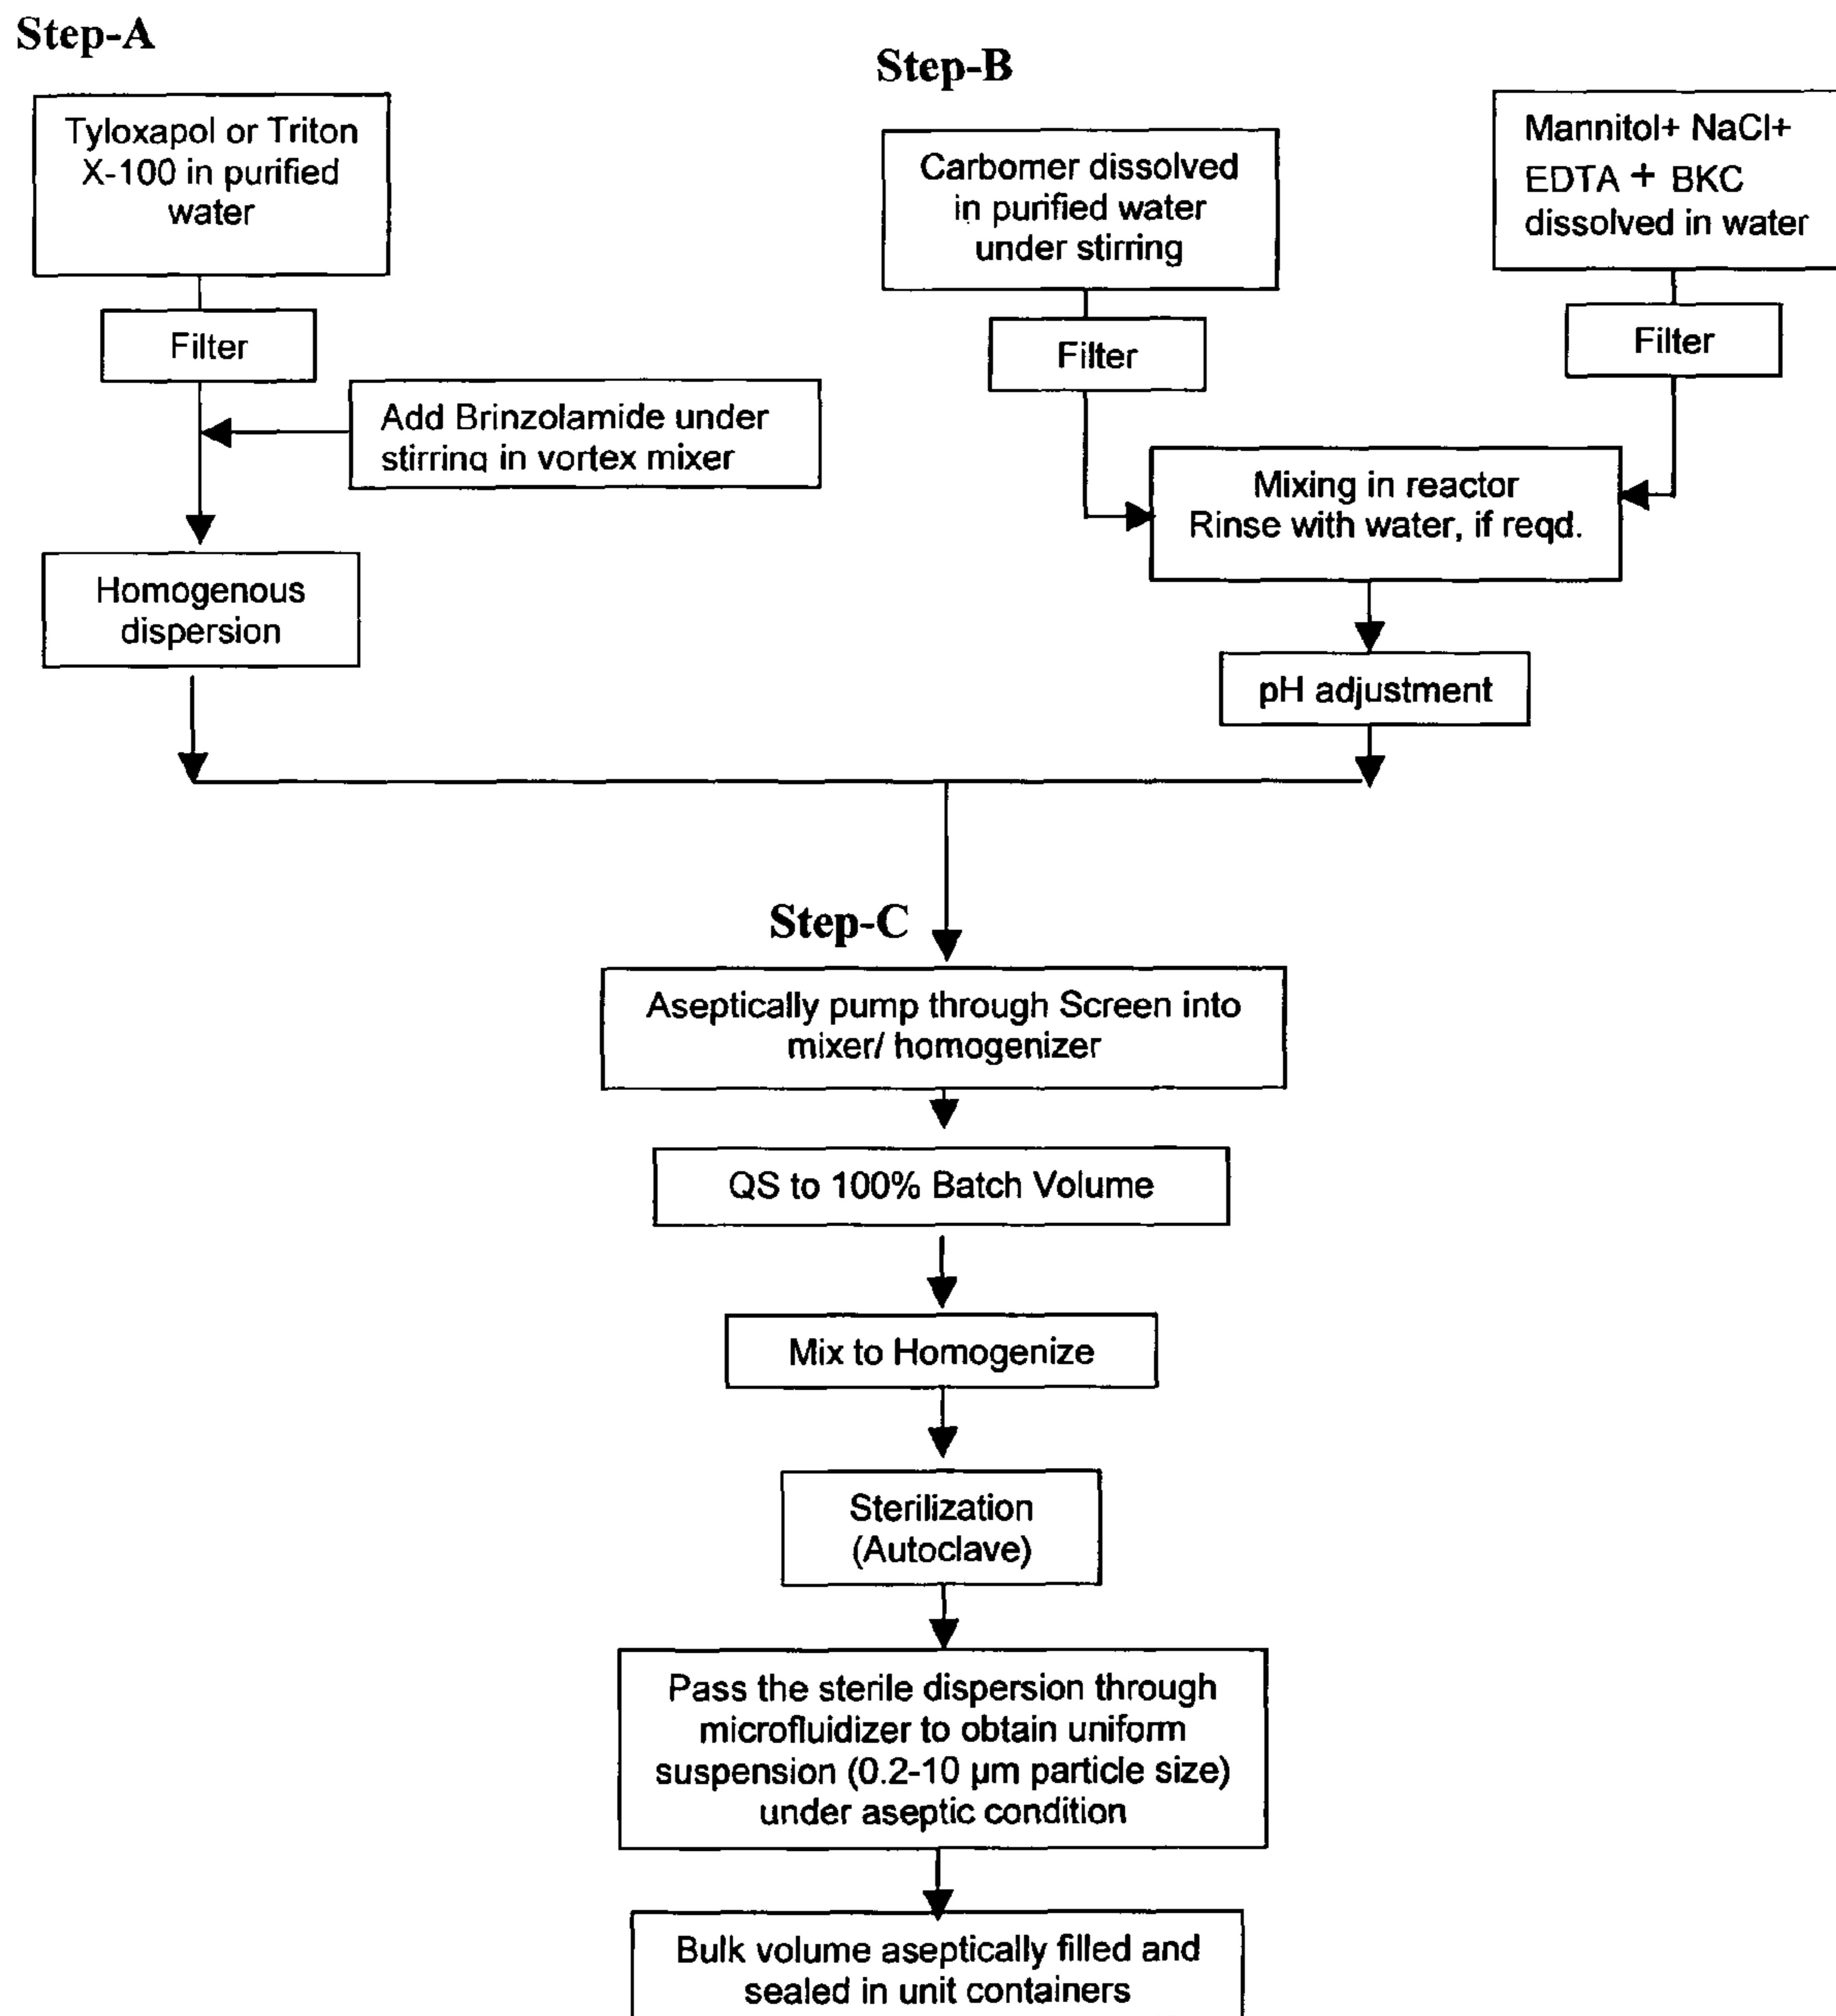 Step-A
Tyloxapol or Triton
X-100 in purified
water
Filter
Add Brinzolamide under
stirring in vortex mixer
Homogenous
dispersion
Step-B
Carbomer dissolved
in purified water
under stirring
Filter
Mannitol+ NaCl+
EDTA + BKC
dissolved in water
Filter
Mixing in reactor
Rinse with water, if reqd.
pH adjustment
Step-C
Aseptically pump through Screen into
mixer/ homogenizer
QS to 100% Batch Volume
Mix to Homogenize
Sterilization
(Autoclave)
Pass the sterile dispersion through
microfluidizer to obtain uniform
suspension (0.2-10 µm particle size)
under aseptic condition
Bulk volume aseptically filled and
sealed in unit containers